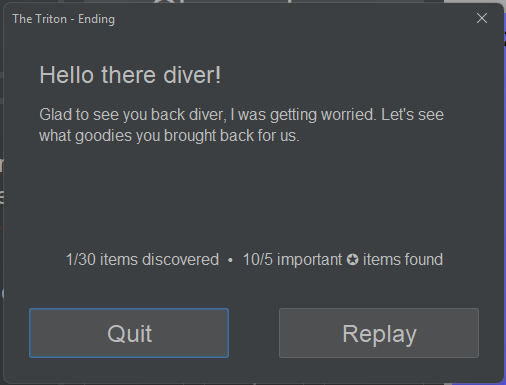 The Triton - Ending
Hello there diver!
Glad to see you back diver, I was getting worried. Let's see
what goodies you brought back for us.
1/30 items discovered • 10/5 important ✪ items found
Quit
Replay